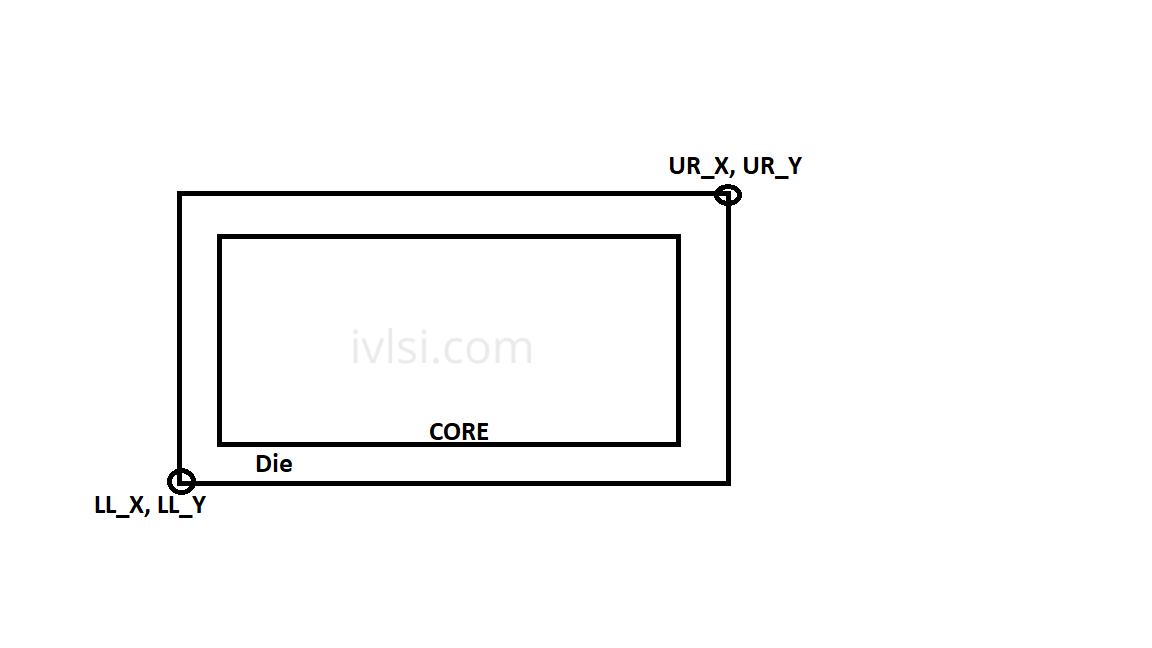 UR_X, UR_Y
ivlsi.com
CORE
Die
LL_X, LL_Y